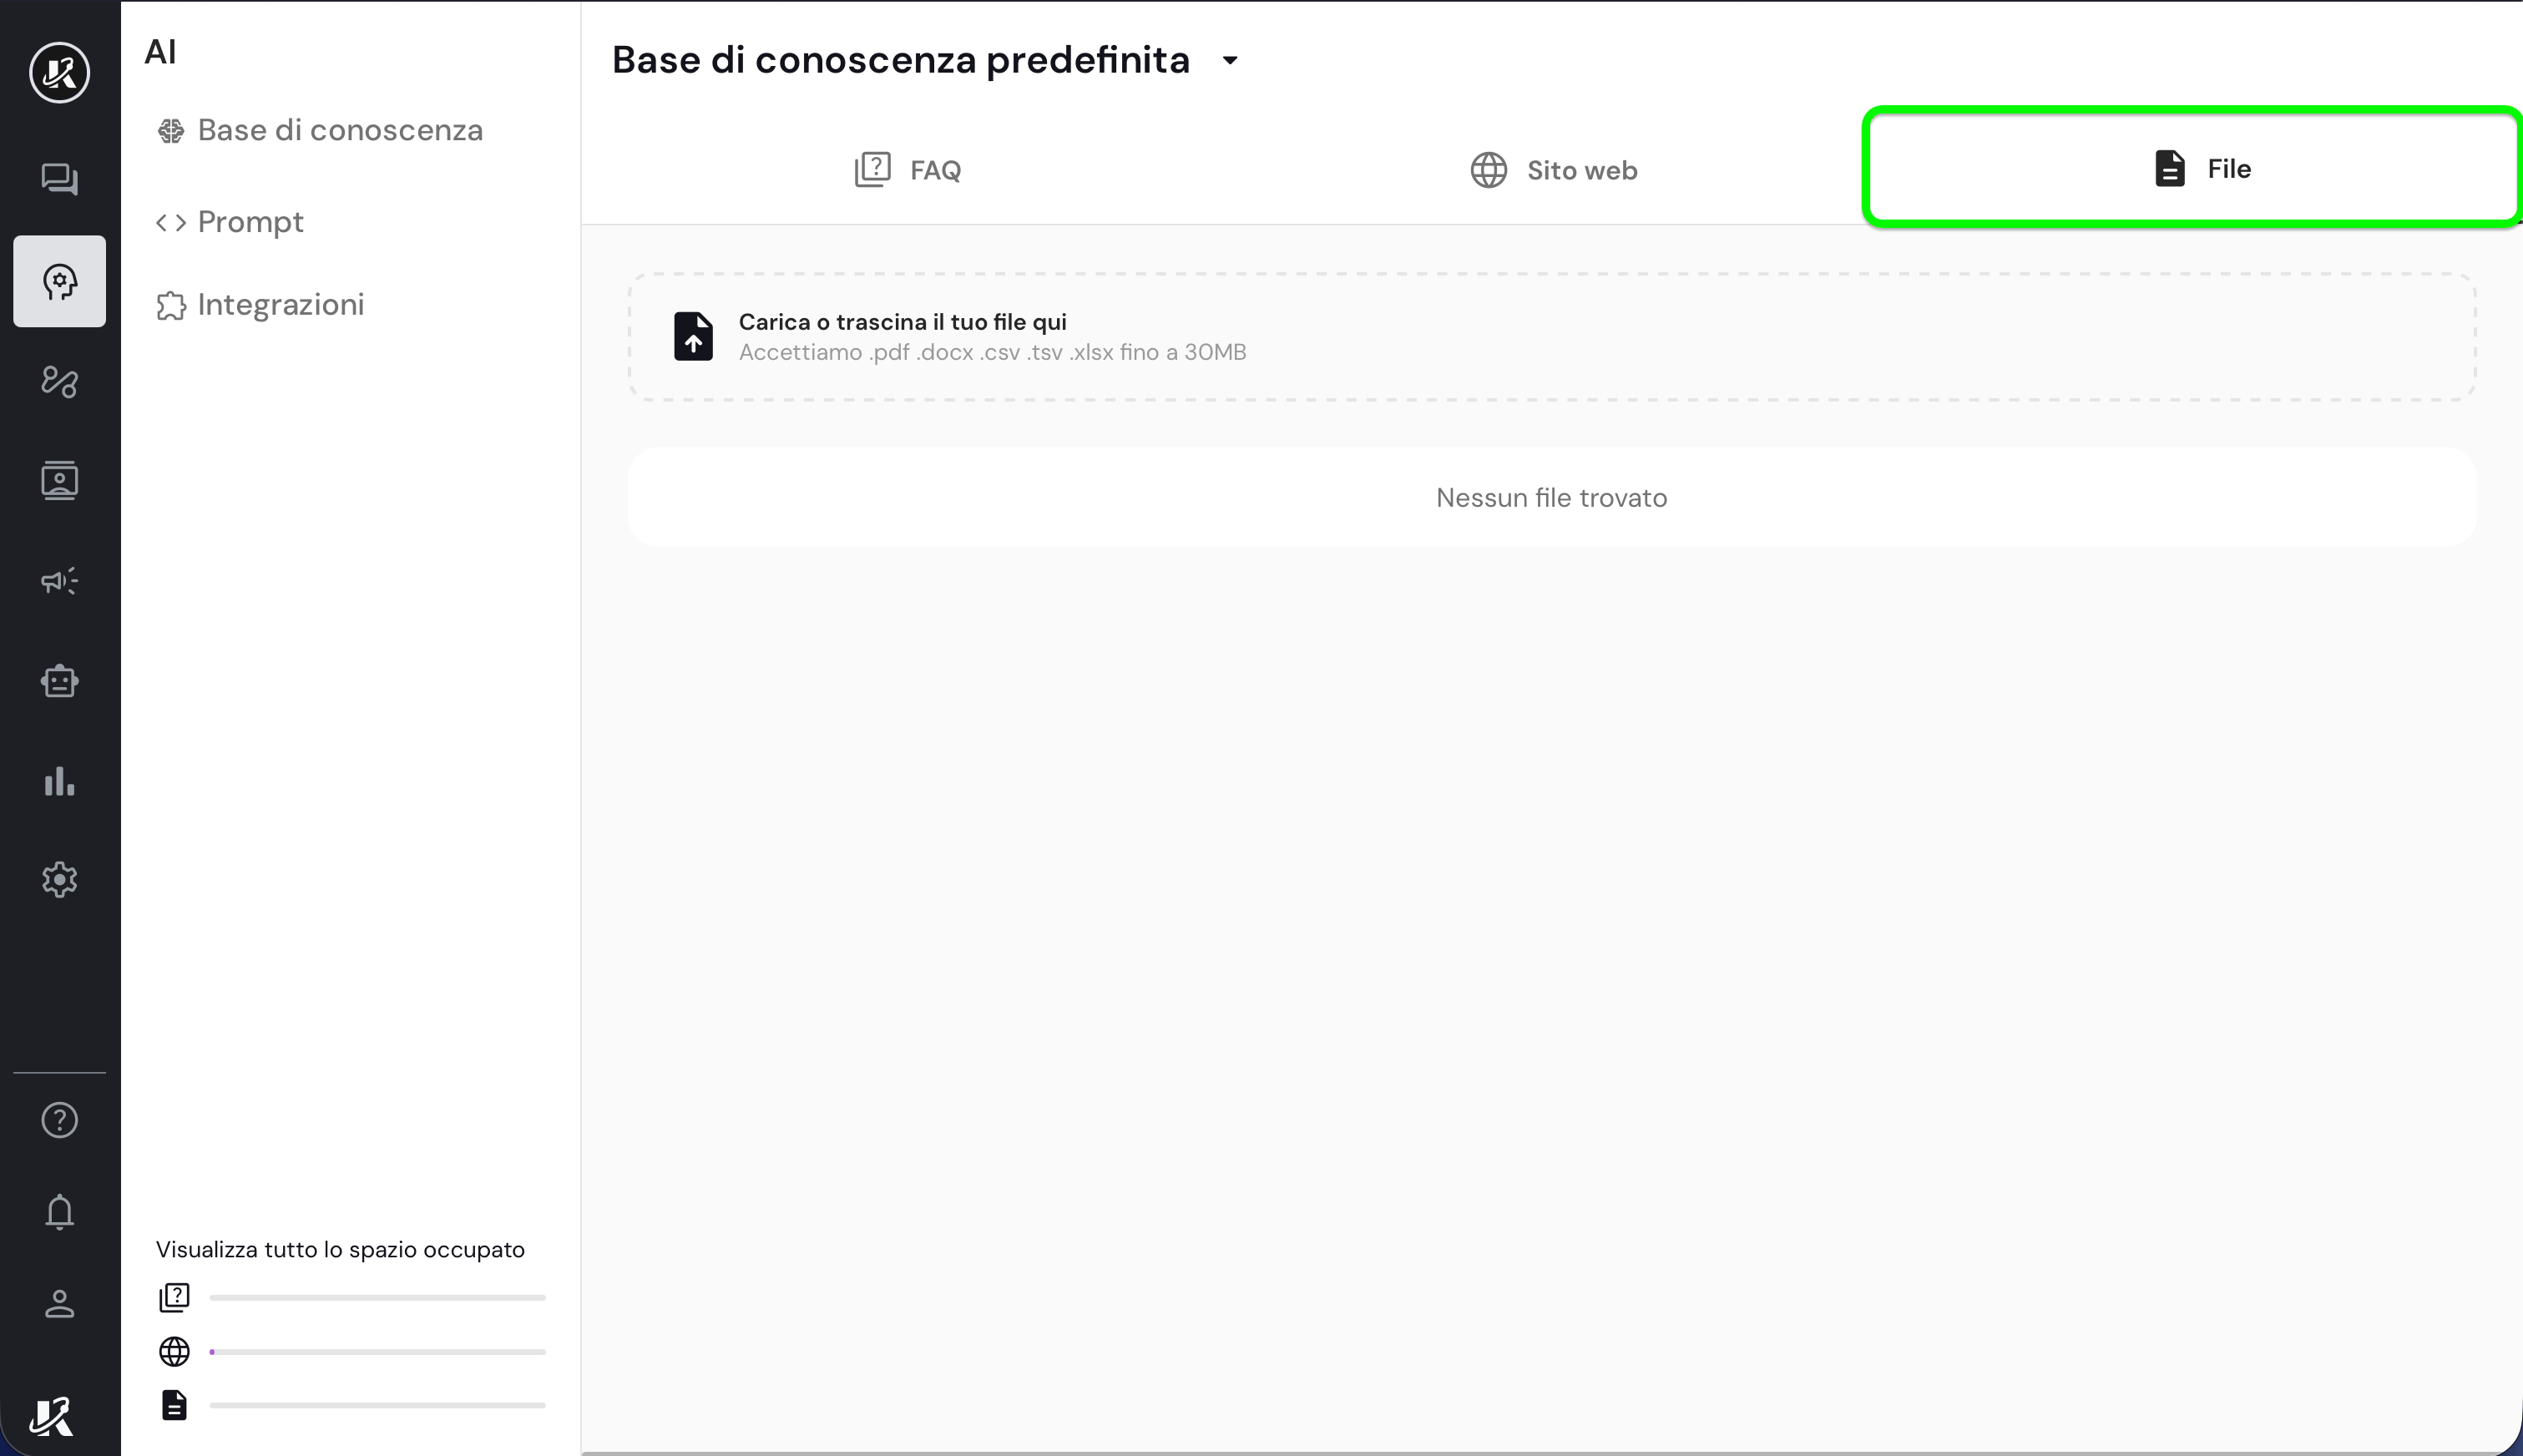 AI
Base di conoscenza
Prompt
Integrazioni
Visualizza tutto lo spazio occupato
Base di conoscenza predefinita
FAQ
Sito web
File
Carica o trascina il tuo file qui
Accettiamo .pdf .docx .csv .tsv .xlsx fino a 30MB
Nessun file trovato